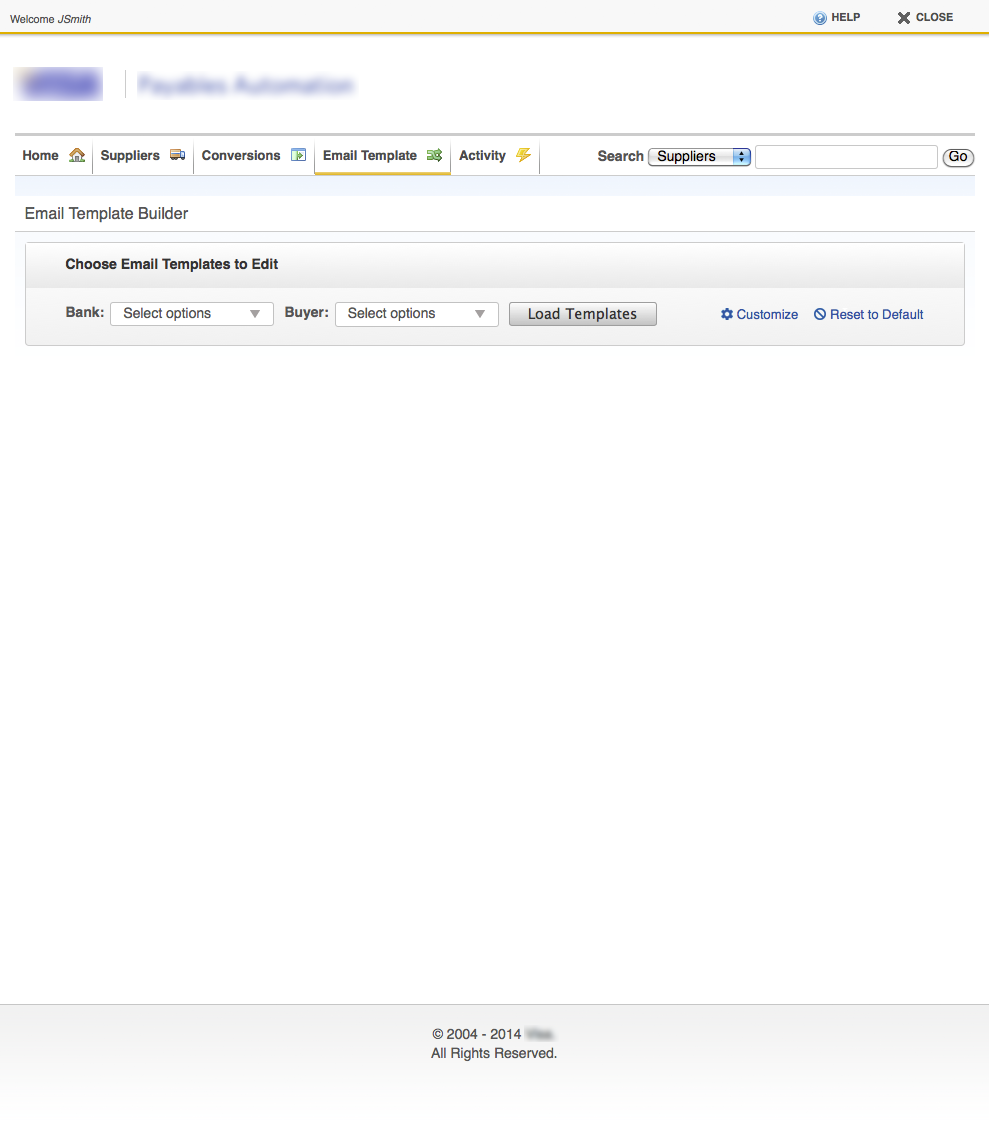 Welcome JSmith HELP CLOSE
Payables Automation
Home Suppliers Conversions Email Template Activity Search Suppliers Go
Email Template Builder
Choose Email Templates to Edit
Bank: Select options Buyer: Select options Load Templates Customize Reset to Default
© 2004 - 2014
All Rights Reserved.